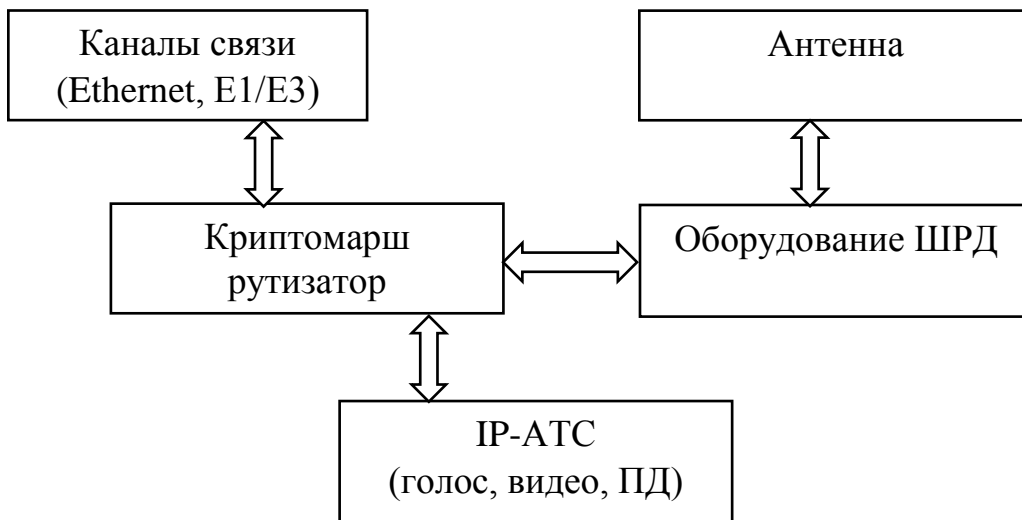 Каналы связи
(Ethernet, E1/E3)
Антенна
Криптомарш
рутизатор
Оборудование ШРД
IP-АТС
(голос, видео, ПД)